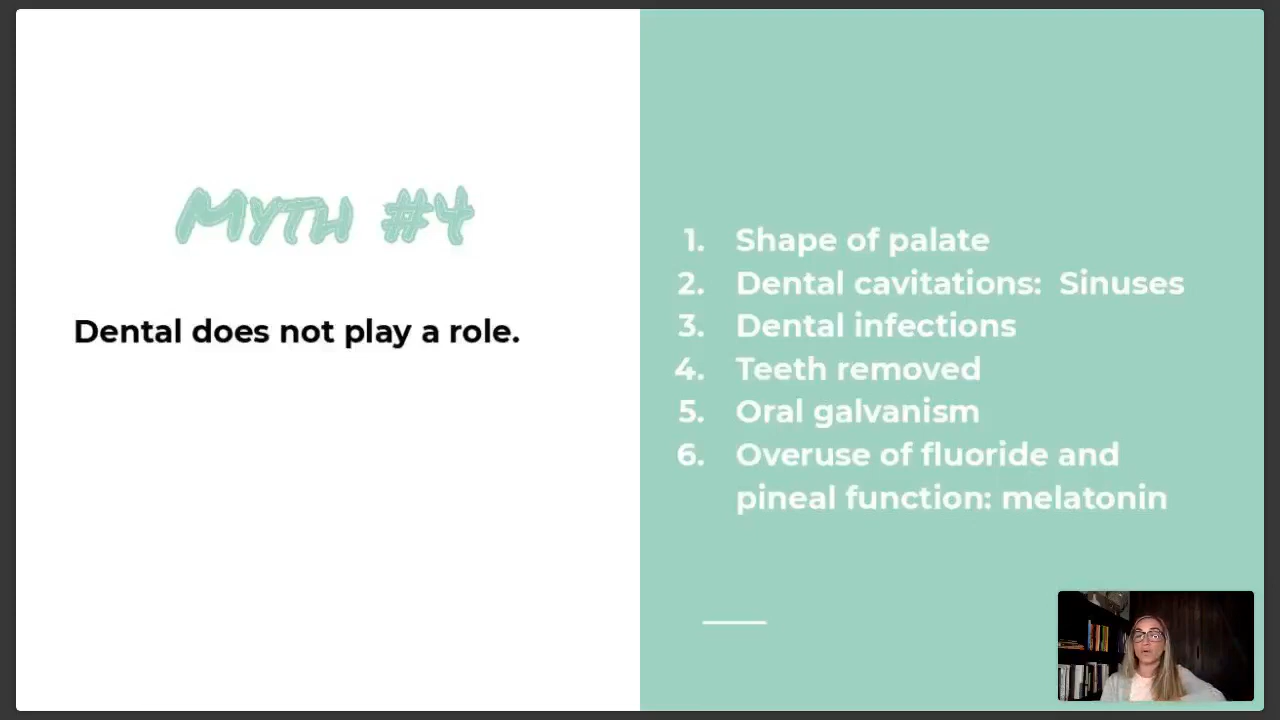 Myth #4
Dental does not play a role.
1. Shape of palate
2. Dental cavitations: Sinuses
3. Dental infections
4. Teeth removed
5. Oral galvanism
6. Overuse of fluoride and
pineal function: melatonin